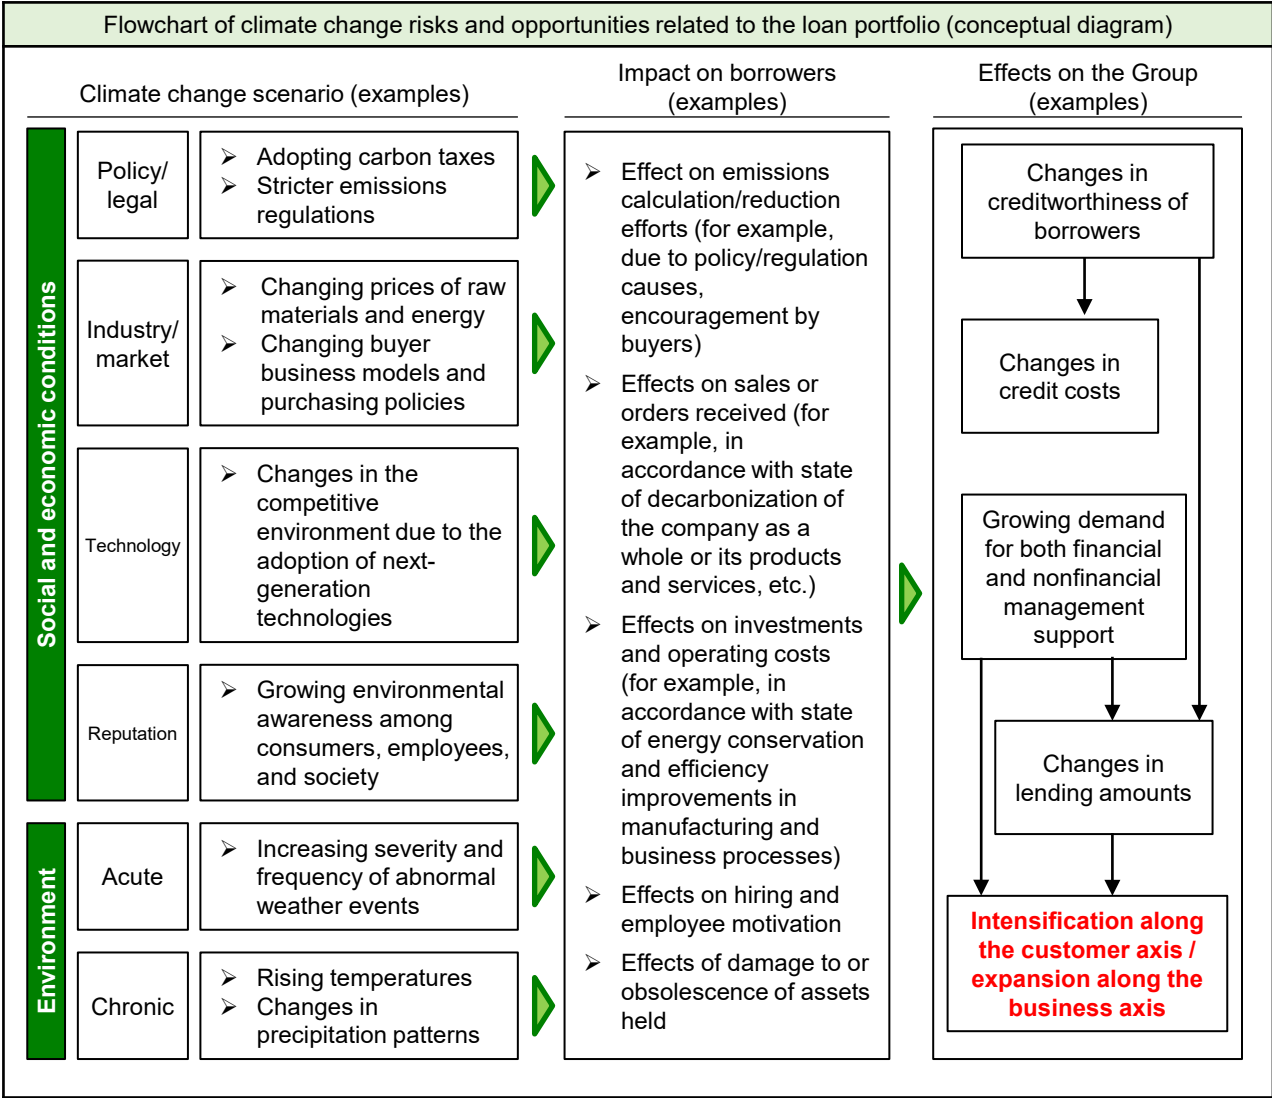 Flowchart of climate change risks and opportunities related to the loan portfolio (conceptual diagram)
Climate change scenario (examples)
Impact on borrowers
(examples)
Effects on the Group
(examples)
Social and economic conditions
Policy/
legal
➢ Adopting carbon taxes
➢ Stricter emissions
regulations
Industry/
market
➢ Changing prices of raw
materials and energy
➢ Changing buyer
business models and
purchasing policies
Technology
➢ Changes in the
competitive
environment due to the
adoption of next-
generation
technologies
Reputation
➢ Growing environmental
awareness among
consumers, employees,
and society
Environment
Acute
➢ Increasing severity and
frequency of abnormal
weather events
Chronic
➢ Rising temperatures
➢ Changes in
precipitation patterns
➢ Effect on emissions
calculation/reduction
efforts (for example,
due to policy/regulation
causes,
encouragement by
buyers)
➢ Effects on sales or
orders received (for
example, in
accordance with state
of decarbonization of
the company as a
whole or its products
and services, etc.)
➢ Effects on investments
and operating costs
(for example, in
accordance with state
of energy conservation
and efficiency
improvements in
manufacturing and
business processes)
➢ Effects on hiring and
employee motivation
➢ Effects of damage to or
obsolescence of assets
held
Changes in
creditworthiness of
borrowers
Changes in
credit costs
Growing demand
for both financial
and nonfinancial
management
support
Changes in
lending amounts
Intensification along
the customer axis /
expansion along the
business axis